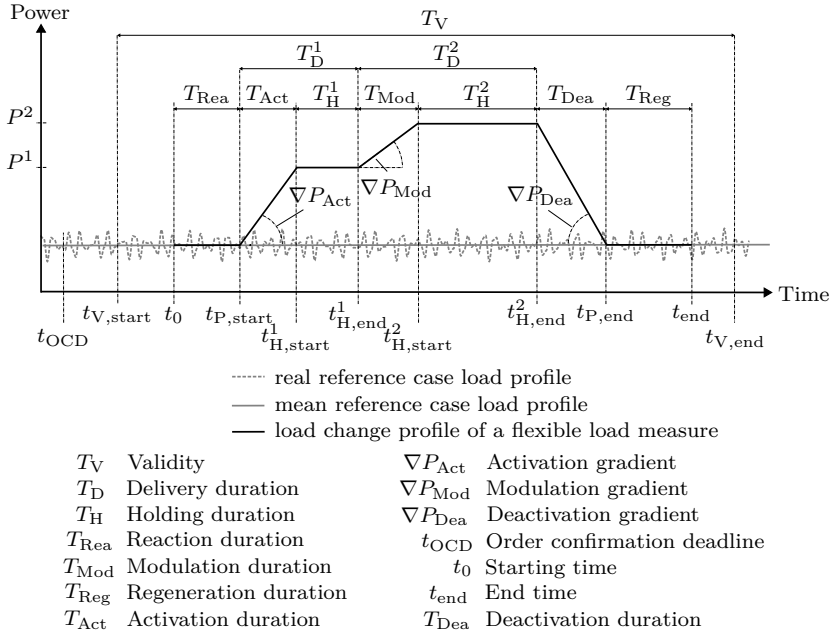 Power
T_V
T_D^1 T_D^2
T_Rea T_Act T_H^1 T_Mod T_H^2 T_Dea T_Reg
P^2
P^1
∇P_Act ∇P_Mod ∇P_Dea
Time
t_OCD t_V,start t_0 t_P,start t_H,start^1 t_H,end^1 t_H,start^2 t_H,end^2 t_P,end t_end t_V,end
real reference case load profile
mean reference case load profile
load change profile of a flexible load measure
T_V Validity
T_D Delivery duration
T_H Holding duration
T_Rea Reaction duration
T_Mod Modulation duration
T_Reg Regeneration duration
T_Act Activation duration
∇P_Act Activation gradient
∇P_Mod Modulation gradient
∇P_Dea Deactivation gradient
t_OCD Order confirmation deadline
t_0 Starting time
t_end End time
T_Dea Deactivation duration